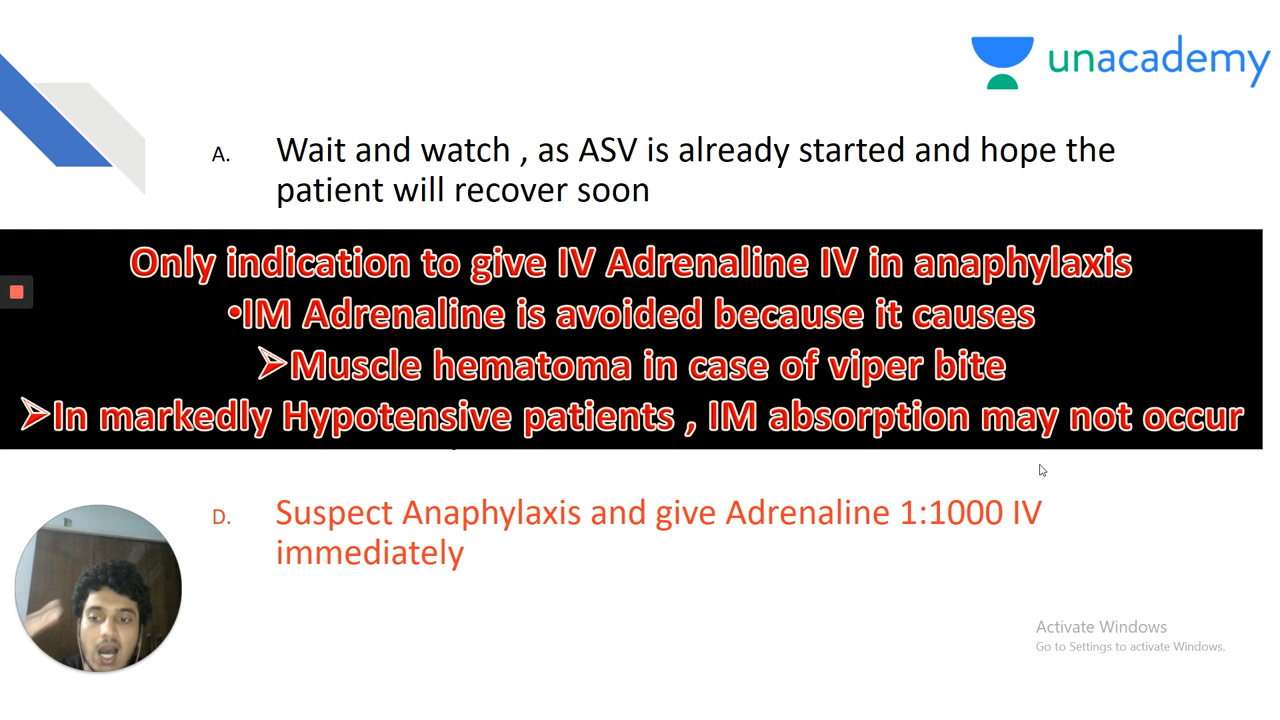 unacademy
A. Wait and watch , as ASV is already started and hope the
patient will recover soon
Only indication to give IV Adrenaline IV in anaphylaxis
•IM Adrenaline is avoided because it causes
➢Muscle hematoma in case of viper bite
➢In markedly Hypotensive patients , IM absorption may not occur
D. Suspect Anaphylaxis and give Adrenaline 1:1000 IV
immediately
Activate Windows
Go to Settings to activate Windows.